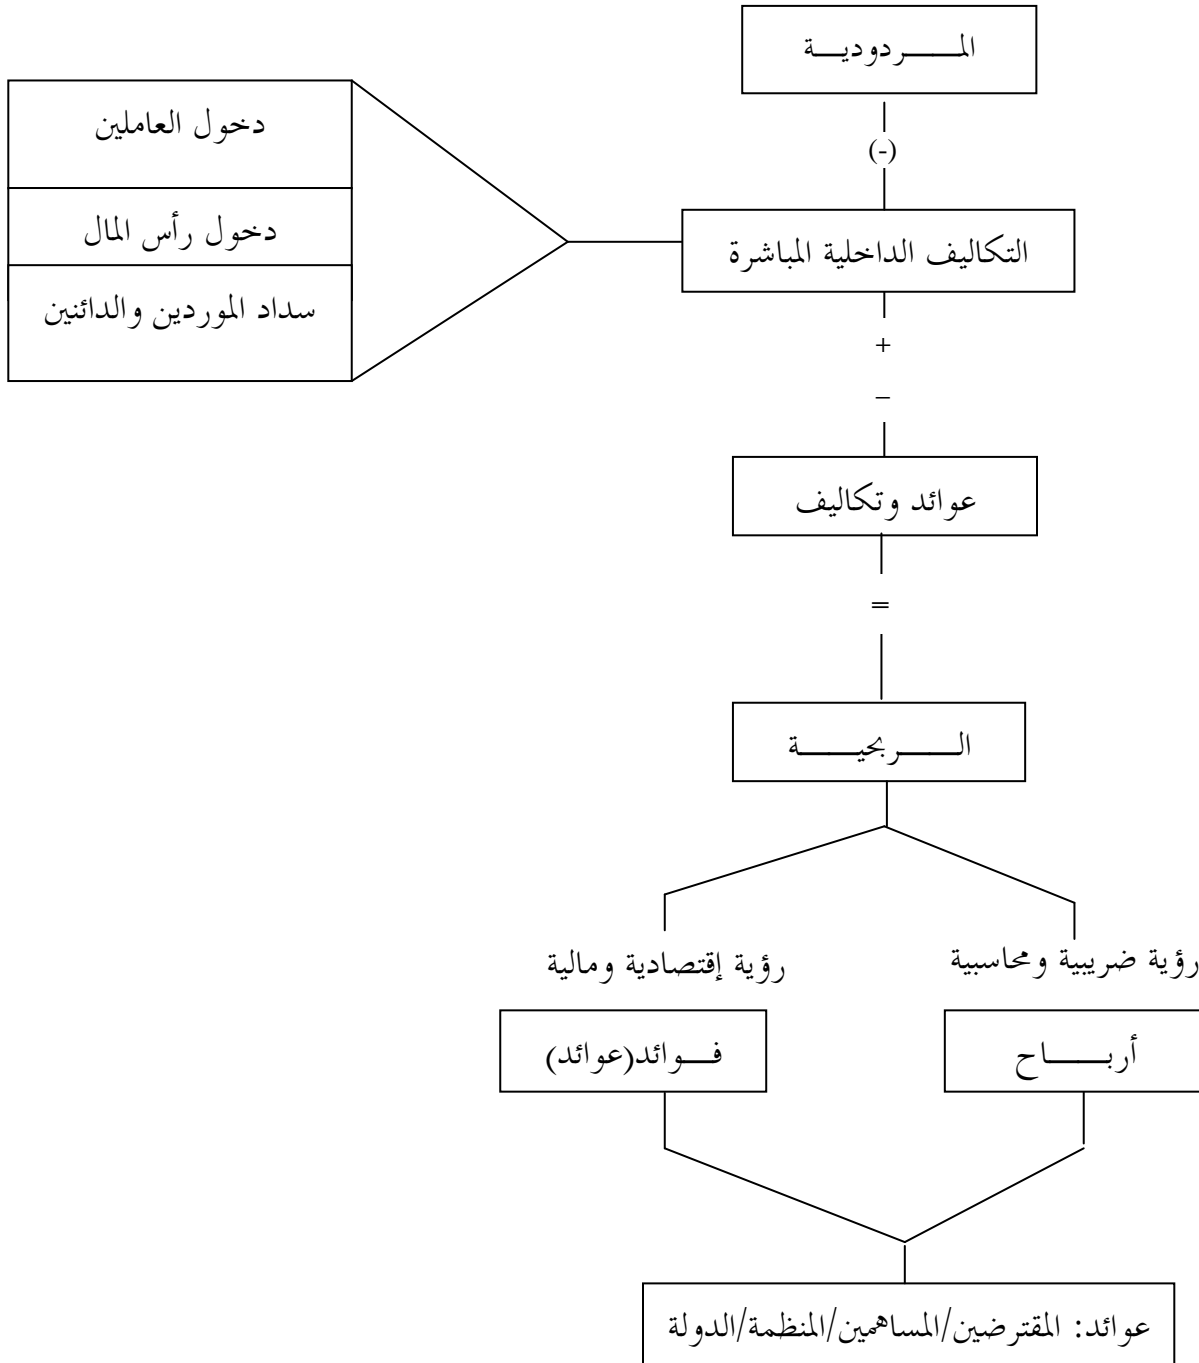 المـــــردوديـــة
(-)
دخول العاملين
دخول رأس المال
سداد الموردين والدائنين
التكاليف الداخلية المباشرة
+
–
عوائد وتكاليف
=
الـــــربحيـــــة
رؤية ضريبية ومحاسبية
رؤية إقتصادية ومالية
أربـــــاح
فـــوائد(عوائد)
عوائد: المقترضين/المساهمين/المنظمة/الدولة